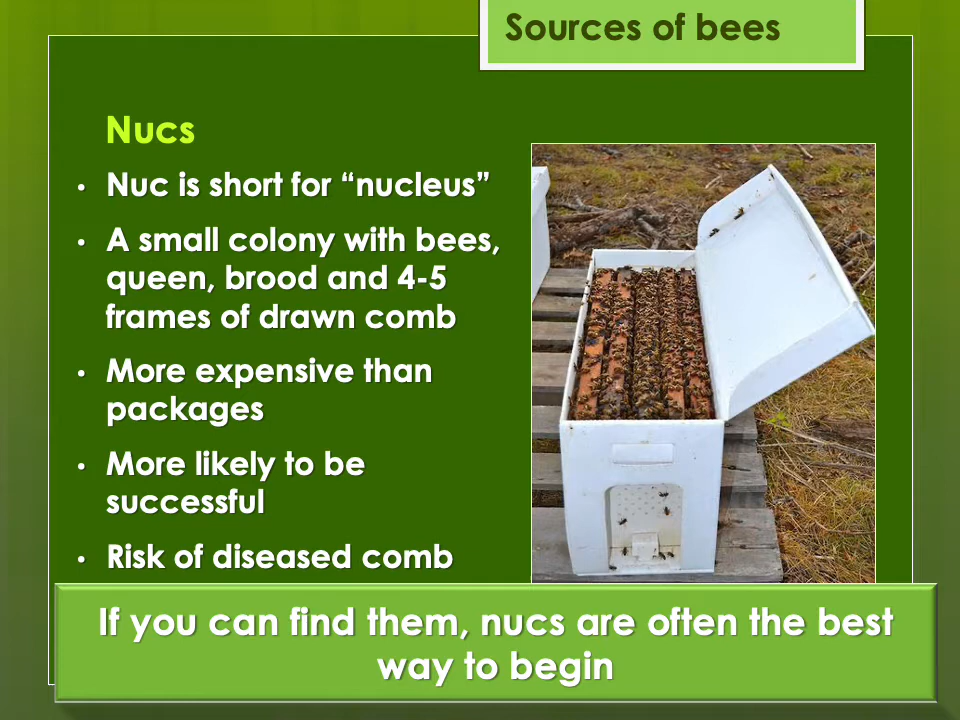 Sources of bees
Nucs
• Nuc is short for “nucleus”
• A small colony with bees,
queen, brood and 4-5
frames of drawn comb
• More expensive than
packages
• More likely to be
successful
• Risk of diseased comb
If you can find them, nucs are often the best
way to begin